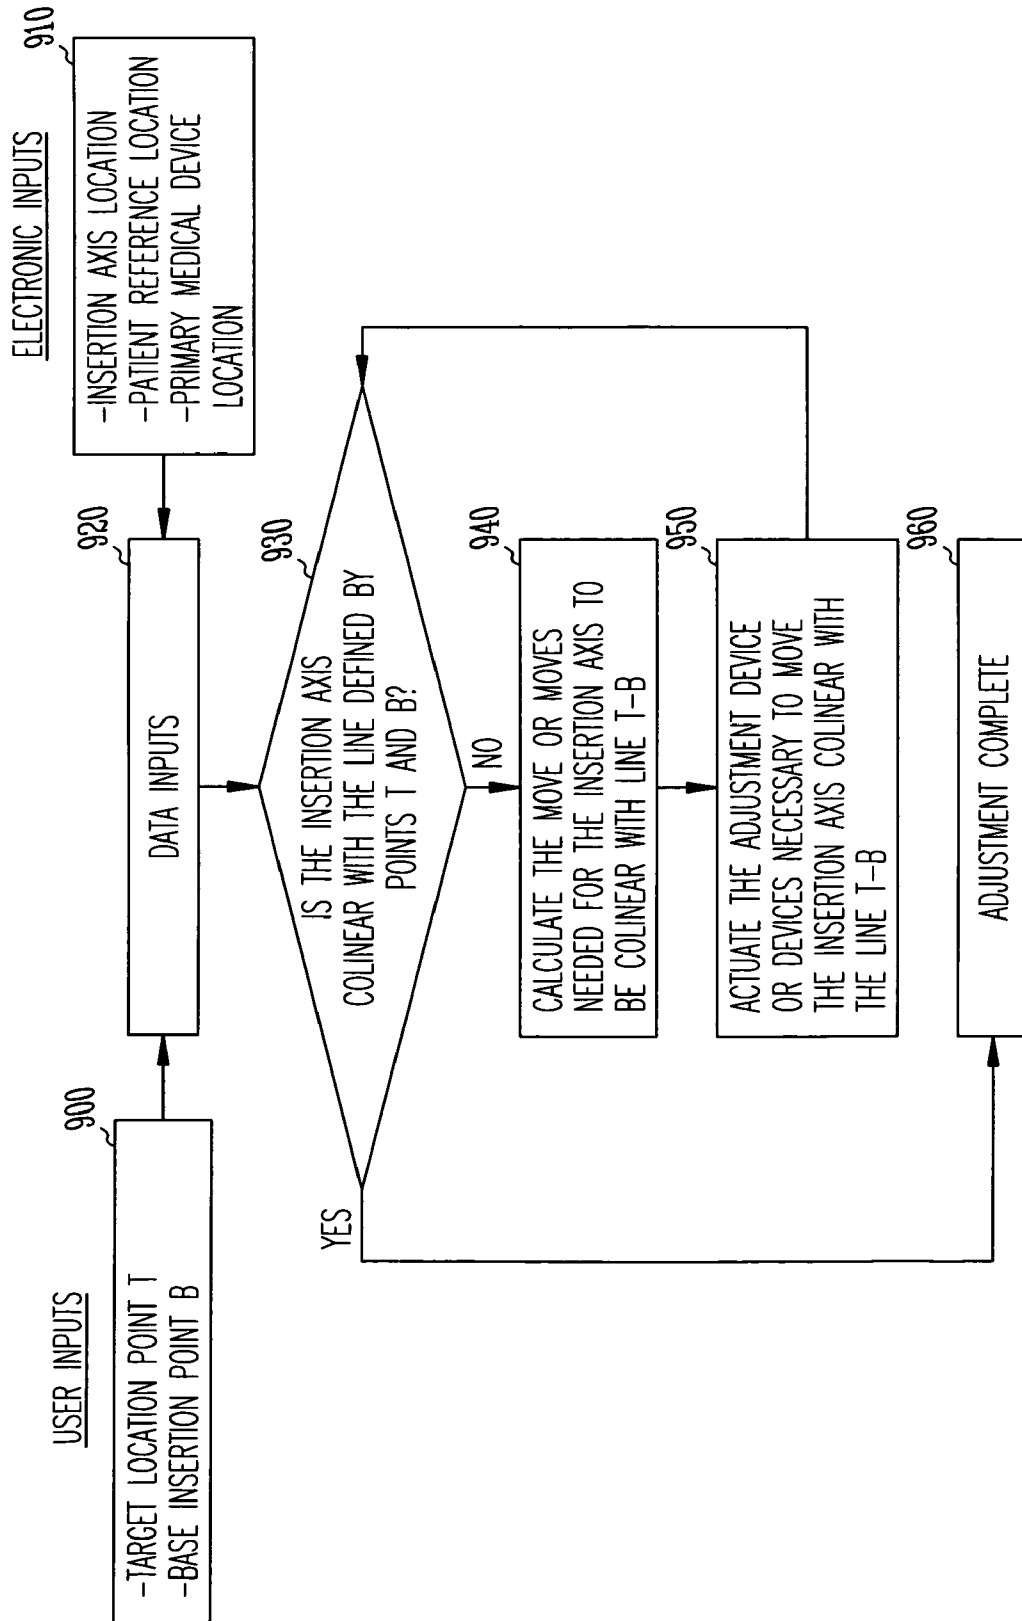 USER INPUTS
900
-TARGET LOCATION POINT T
-BASE INSERTION POINT B
ELECTRONIC INPUTS
910
-INSERTION AXIS LOCATION
-PATIENT REFERENCE LOCATION
-PRIMARY MEDICAL DEVICE
LOCATION
920
DATA INPUTS
930
IS THE INSERTION AXIS
COLINEAR WITH THE LINE DEFINED BY
POINTS T AND B?
YES
NO
940
CALCULATE THE MOVE OR MOVES
NEEDED FOR THE INSERTION AXIS TO
BE COLINEAR WITH LINE T-B
950
ACTUATE THE ADJUSTMENT DEVICE
OR DEVICES NECESSARY TO MOVE
THE INSERTION AXIS COLINEAR WITH
THE LINE T-B
960
ADJUSTMENT COMPLETE